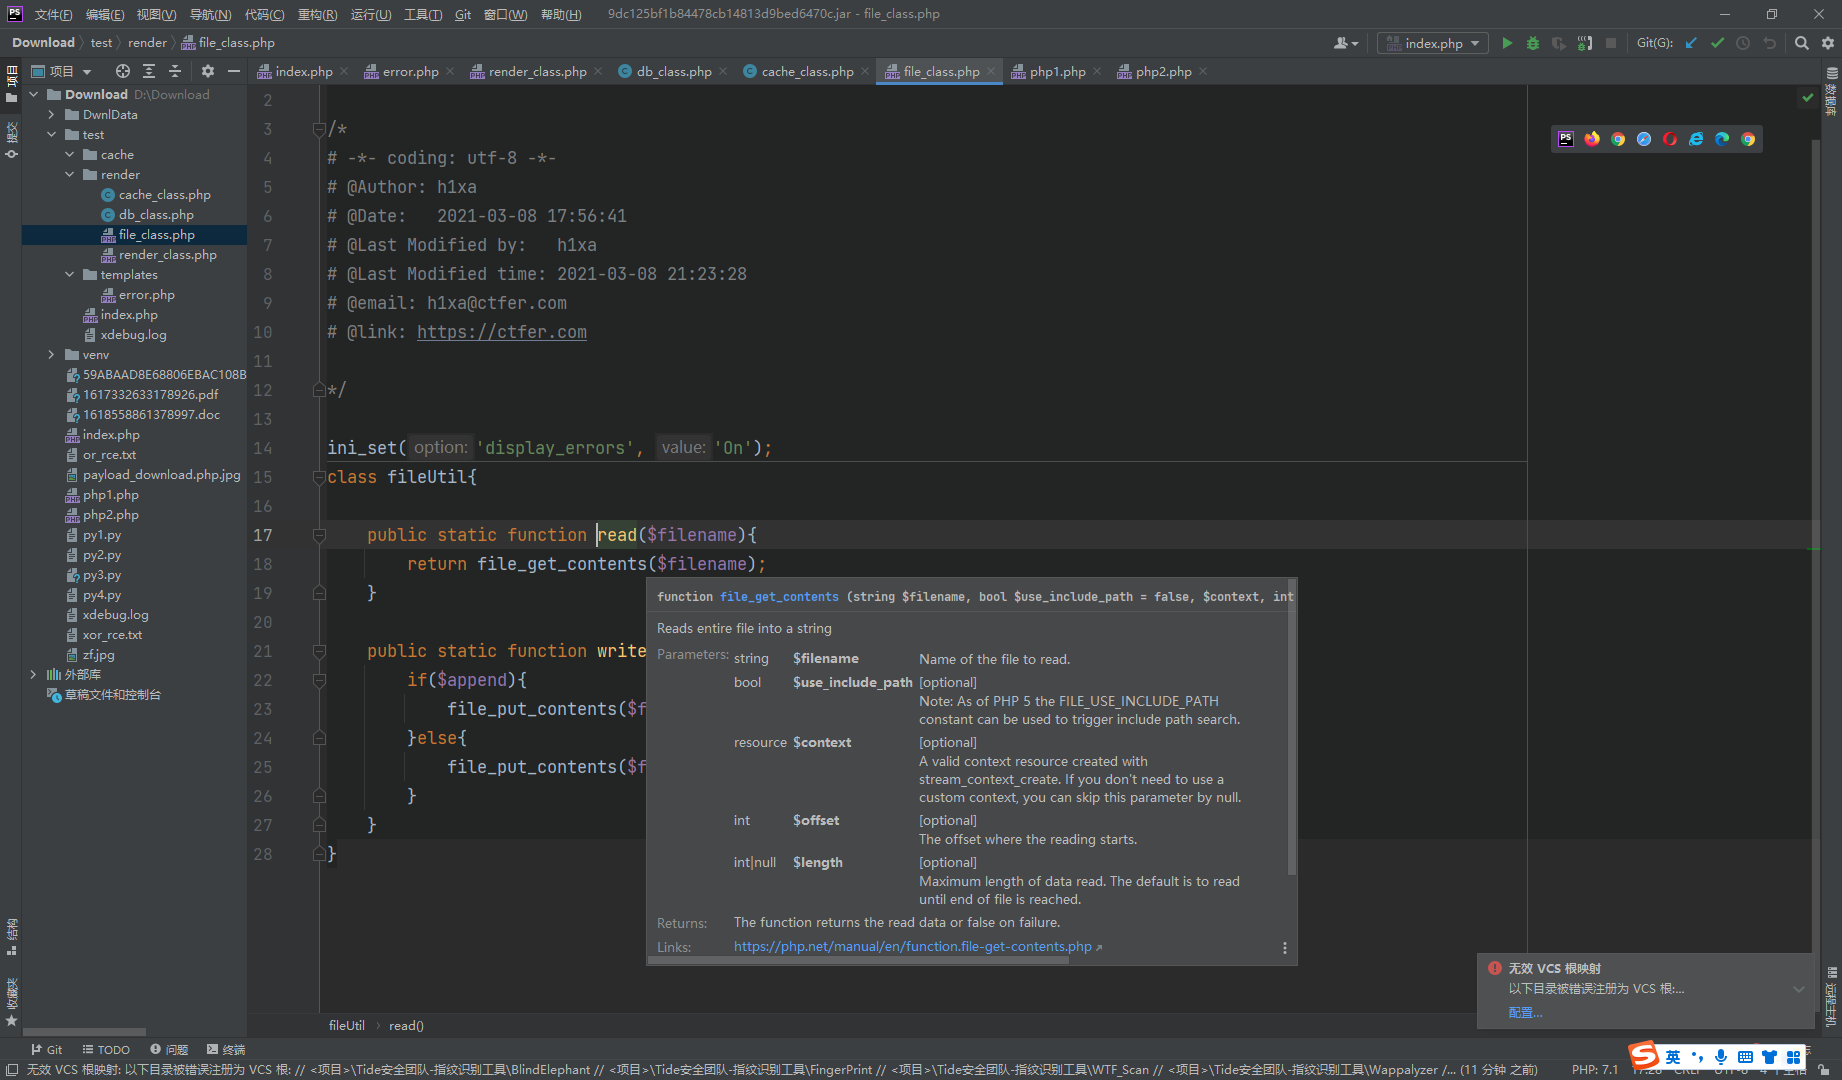 PS 文件(F) 编辑(E) 视图(V) 导航(N) 代码(C) 重构(R) 运行(U) 工具(T) Git 窗口(W) 帮助(H) 9dc125bf1b84478cb14813d9bed6470c.jar - file_class.php
Download test render file_class.php
index.php Git(G):
项目
index.php error.php render_class.php db_class.php cache_class.php file_class.php php1.php php2.php
项目
提交
结构
收藏夹
数据库
远程主机
Download D:\Download
DwnlData
test
cache
render
cache_class.php
db_class.php
file_class.php
render_class.php
templates
error.php
index.php
xdebug.log
venv
59ABAAD8E68806EBAC108B
1617332633178926.pdf
1618558861378997.doc
index.php
or_rce.txt
payload_download.php.jpg
php1.php
php2.php
py1.py
py2.py
py3.py
py4.py
xdebug.log
xor_rce.txt
zf.jpg
外部库
草稿文件和控制台
2
3 /*
4 # -*- coding: utf-8 -*-
5 # @Author: h1xa
6 # @Date:   2021-03-08 17:56:41
7 # @Last Modified by:   h1xa
8 # @Last Modified time: 2021-03-08 21:23:28
9 # @email: h1xa@ctfer.com
10 # @link: https://ctfer.com
11
12 */
13
14 ini_set( option: 'display_errors', value: 'On');
15 class fileUtil{
16
17 public static function read($filename){
18 return file_get_contents($filename);
19 }
20
21 public static function write
22 if($append){
23 file_put_contents($f
24 }else{
25 file_put_contents($f
26 }
27 }
28 }
function file_get_contents (string $filename, bool $use_include_path = false, $context, int
Reads entire file into a string
Parameters: string $filename Name of the file to read.
bool $use_include_path [optional]
Note: As of PHP 5 the FILE_USE_INCLUDE_PATH
constant can be used to trigger include path search.
resource $context [optional]
A valid context resource created with
stream_context_create. If you don't need to use a
custom context, you can skip this parameter by null.
int $offset [optional]
The offset where the reading starts.
int|null $length [optional]
Maximum length of data read. The default is to read
until end of file is reached.
Returns: The function returns the read data or false on failure.
Links: https://php.net/manual/en/function.file-get-contents.php
无效 VCS 根映射
以下目录被错误注册为 VCS 根:...
配置...
fileUtil read()
Git TODO 问题 终端
英
无效 VCS 根映射: 以下目录被错误注册为 VCS 根: // <项目>\Tide安全团队-指纹识别工具\BlindElephant // <项目>\Tide安全团队-指纹识别工具\FingerPrint // <项目>\Tide安全团队-指纹识别工具\WTF_Scan // <项目>\Tide安全团队-指纹识别工具\Wappalyzer /... (11 分钟 之前) PHP: 7.1